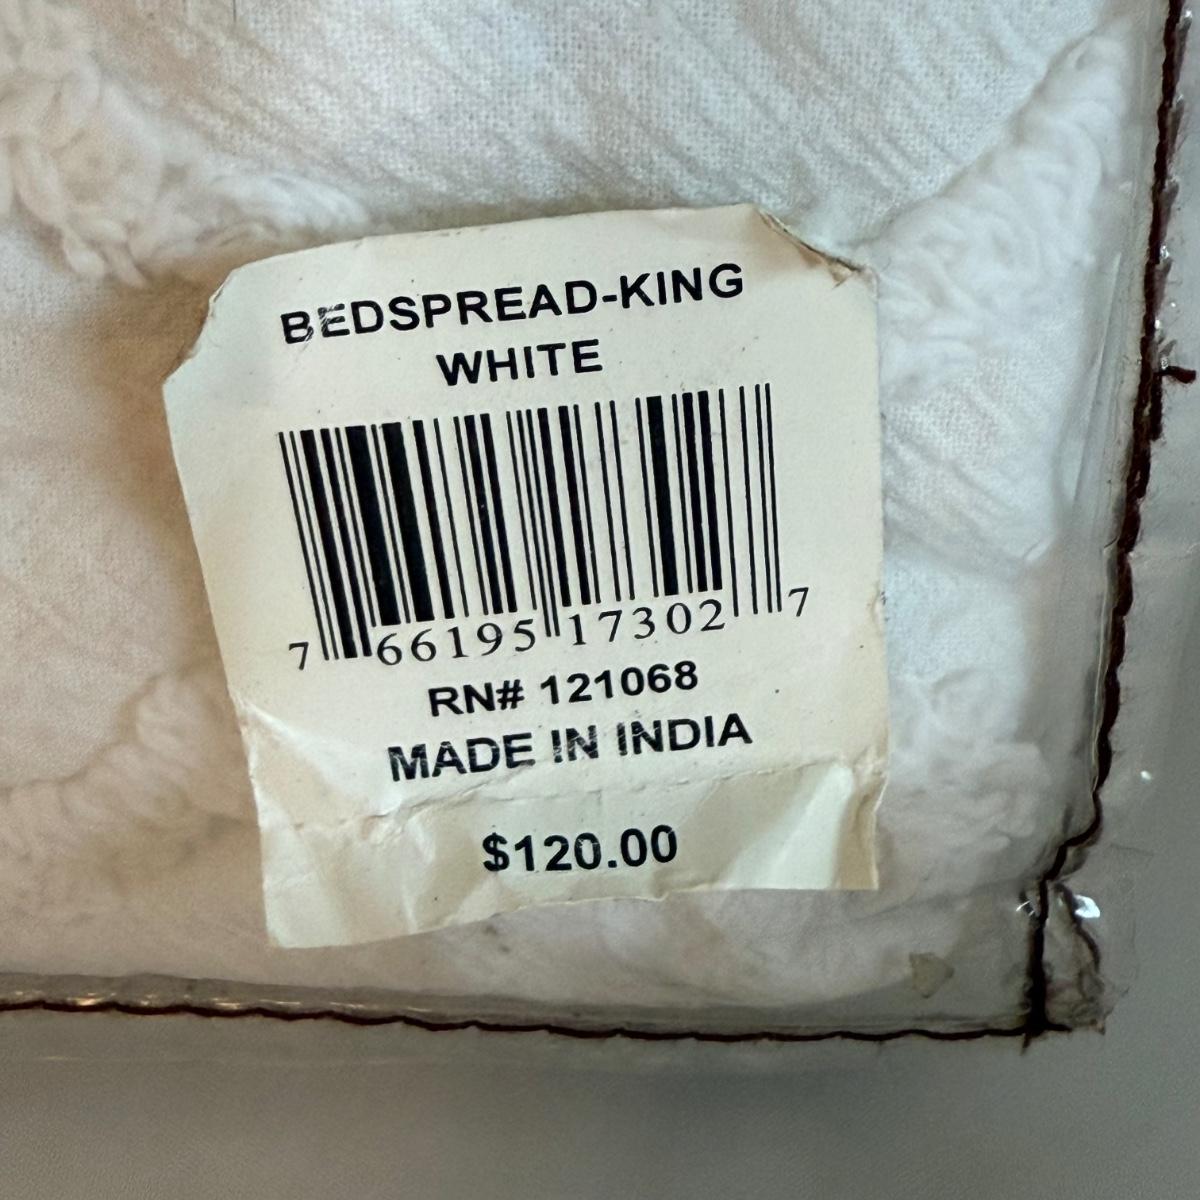 BEDSPREAD-KING
WHITE
7 66195 17302 7
RN# 121068
MADE IN INDIA
$120.00